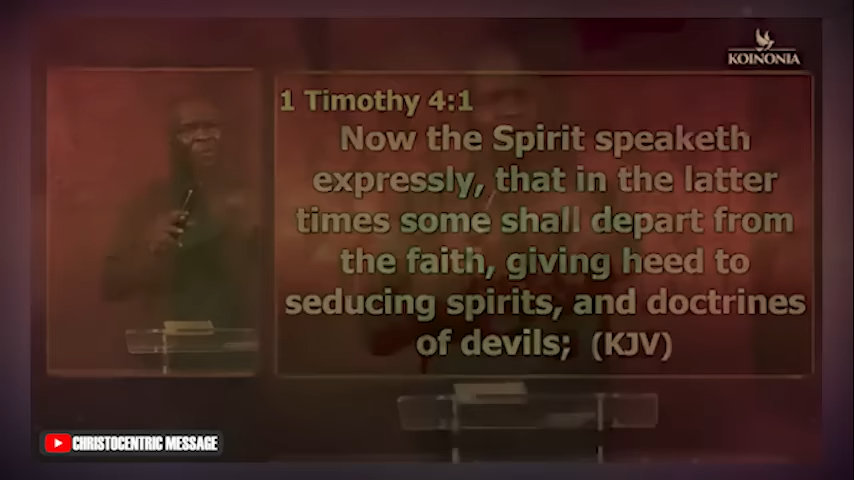 KOINONIA
1 Timothy 4:1
Now the Spirit speaketh
expressly, that in the latter
times some shall depart from
the faith, giving heed to
seducing spirits, and doctrines
of devils; (KJV)
CHRISTOCENTRIC MESSAGE